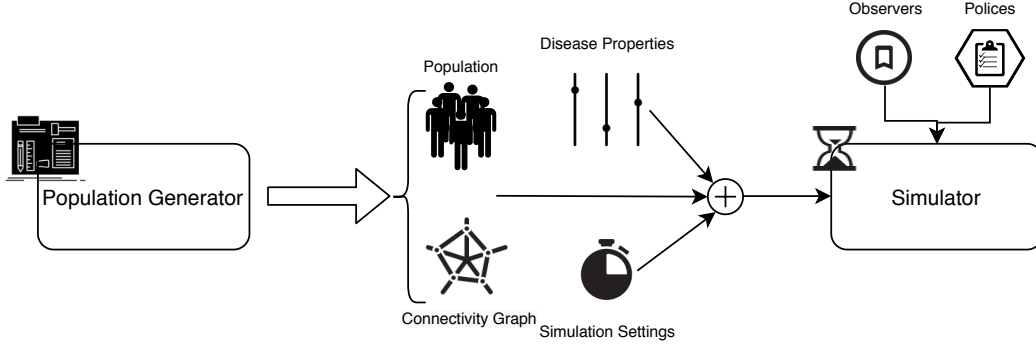 Observers
Polices
Disease Properties
Population
Population Generator
Simulator
Connectivity Graph
Simulation Settings